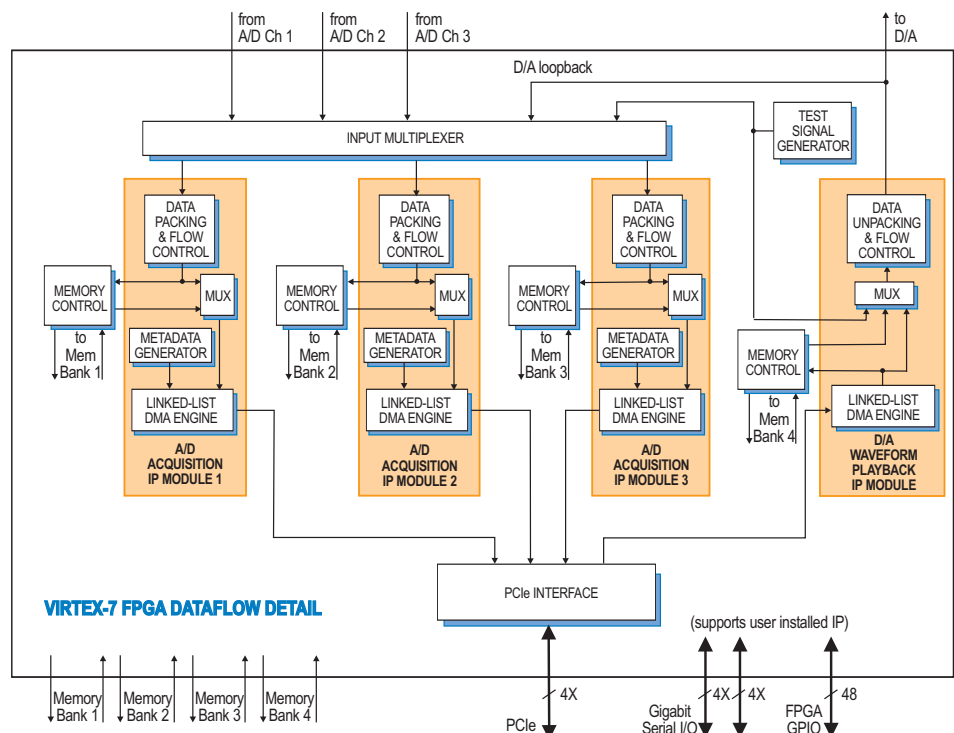 from
A/D Ch 1
from
A/D Ch 2
from
A/D Ch 3
to
D/A
D/A loopback
INPUT MULTIPLEXER
TEST
SIGNAL
GENERATOR
DATA
PACKING
& FLOW
CONTROL
MEMORY
CONTROL
MUX
to
Mem
Bank 1
METADATA
GENERATOR
LINKED-LIST
DMA ENGINE
A/D
ACQUISITION
IP MODULE 1
DATA
PACKING
& FLOW
CONTROL
MEMORY
CONTROL
MUX
to
Mem
Bank 2
METADATA
GENERATOR
LINKED-LIST
DMA ENGINE
A/D
ACQUISITION
IP MODULE 2
DATA
PACKING
& FLOW
CONTROL
MEMORY
CONTROL
MUX
to
Mem
Bank 3
METADATA
GENERATOR
LINKED-LIST
DMA ENGINE
A/D
ACQUISITION
IP MODULE 3
DATA
UNPACKING
& FLOW
CONTROL
MUX
MEMORY
CONTROL
to
Mem
Bank 4
LINKED-LIST
DMA ENGINE
D/A
WAVEFORM
PLAYBACK
IP MODULE
PCIe INTERFACE
VIRTEX-7 FPGA DATAFLOW DETAIL
(supports user installed IP)
Memory
Bank 1
Memory
Bank 2
Memory
Bank 3
Memory
Bank 4
4X
PCIe
4X
4X
Gigabit
Serial I/O
48
FPGA
GPIO